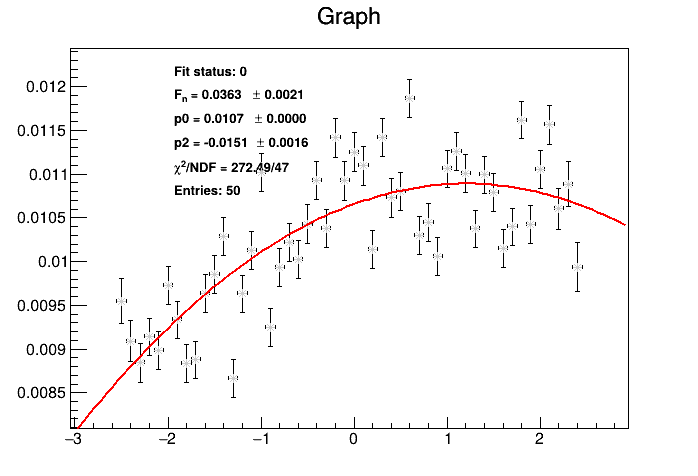 Graph
Fit status: 0
Fn = 0.0363 ± 0.0021
p0 = 0.0107 ± 0.0000
p2 = -0.0151 ± 0.0016
χ²/NDF = 272.49/47
Entries: 50
0.012
0.0115
0.011
0.0105
0.01
0.0095
0.009
0.0085
−3 −2 −1 0 1 2